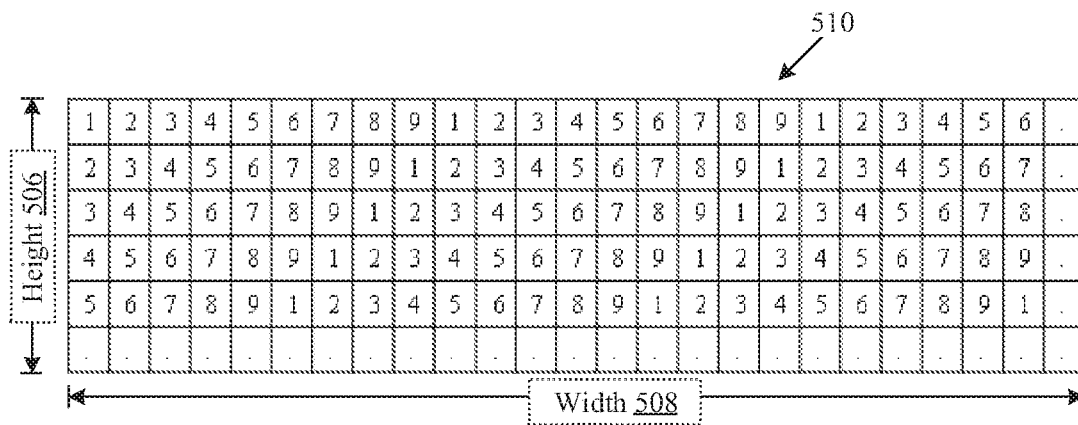 510
1 2 3 4 5 6 7 8 9 1 2 3 4 5 6 7 8 9 1 2 3 4 5 6 .
2 3 4 5 6 7 8 9 1 2 3 4 5 6 7 8 9 1 2 3 4 5 6 7 .
3 4 5 6 7 8 9 1 2 3 4 5 6 7 8 9 1 2 3 4 5 6 7 8 .
4 5 6 7 8 9 1 2 3 4 5 6 7 8 9 1 2 3 4 5 6 7 8 9 .
5 6 7 8 9 1 2 3 4 5 6 7 8 9 1 2 3 4 5 6 7 8 9 1 .
. . . . . . . . . . . . . . . . . . . . . . . . .
Height 506
Width 508